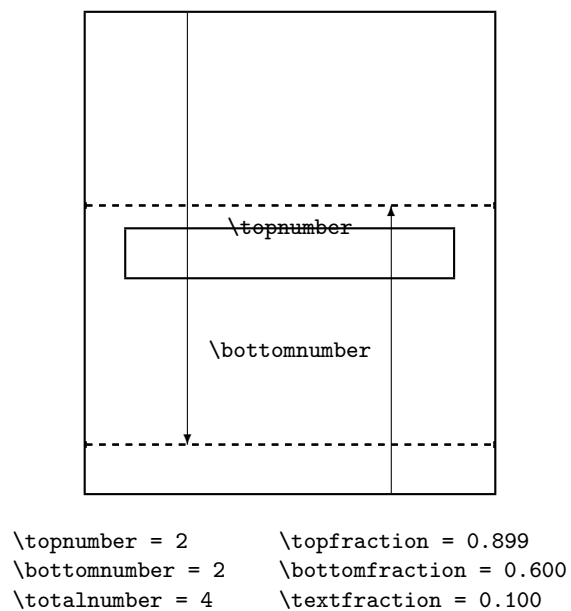 \topnumber
\bottomnumber
\topnumber = 2 \topfraction = 0.899
\bottomnumber = 2 \bottomfraction = 0.600
\totalnumber = 4 \textfraction = 0.100